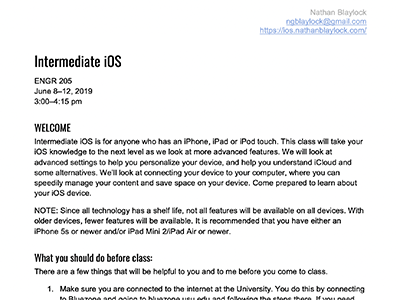 Nathan Blaylock
ngblaylock@gmail.com
https://ios.nathanblaylock.com/
Intermediate iOS
ENGR 205
June 8–12, 2019
3:00–4:15 pm
WELCOME
Intermediate iOS is for anyone who has an iPhone, iPad or iPod touch. This class will take your
iOS knowledge to the next level as we look at more advanced features. We will look at
advanced settings to help you personalize your device, and help you understand iCloud and
some alternatives. We'll look at connecting your device to your computer, where you can
speedily manage your content and save space on your device. Come prepared to learn about
your iOS device.
NOTE: Since all technology has a shelf life, not all features will be available on all devices. With
older devices, fewer features will be available. It is recommended that you have either an
iPhone 5s or newer and/or iPad Mini 2/iPad Air or newer.
What you should do before class:
There are a few things that will be helpful to you and to me before you come to class.
1. Make sure you are connected to the internet at the University. You do this by connecting
to Bluezone and going to bluezone.usu.edu and following the steps there. If you need